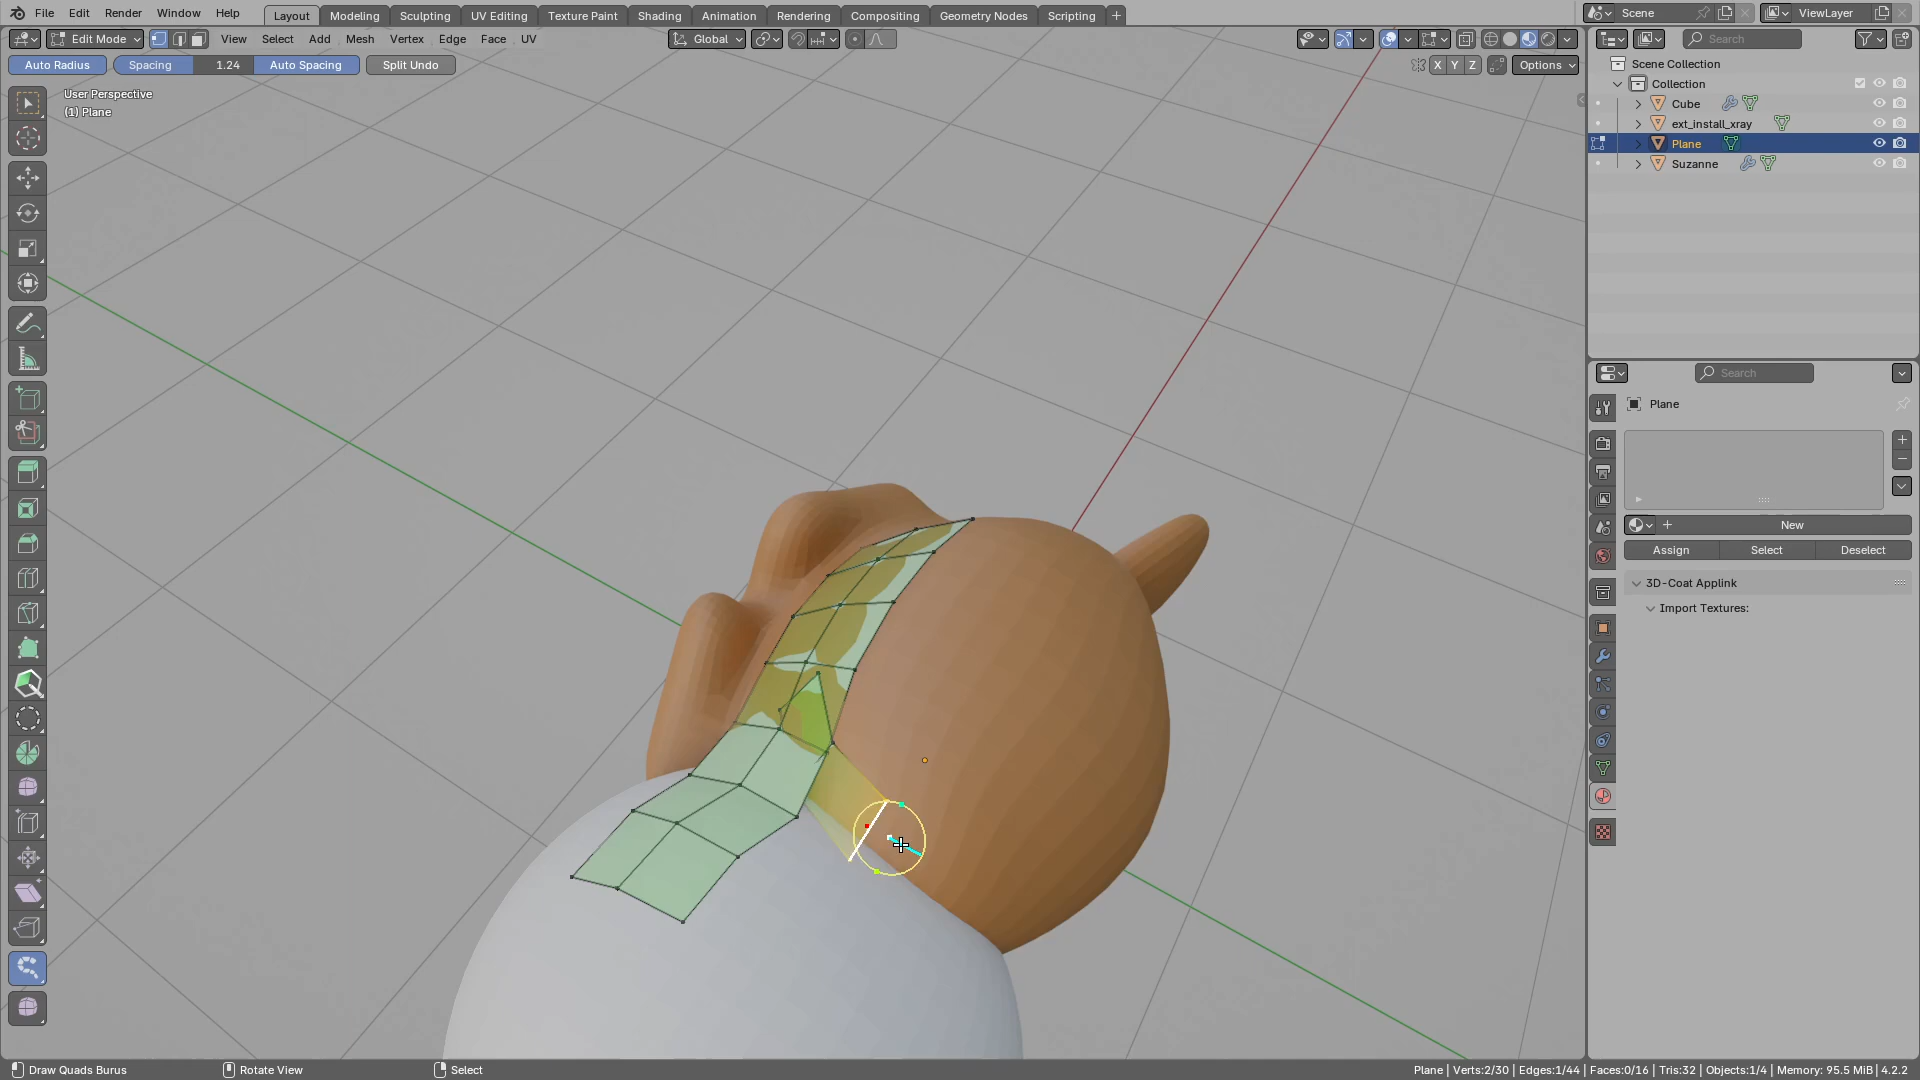 File Edit Render Window Help Layout Modeling Sculpting UV Editing Texture Paint Shading Animation Rendering Compositing Geometry Nodes Scripting + Scene ViewLayer
Edit Mode View Select Add Mesh Vertex Edge Face UV Global Search
Auto Radius Spacing 1.24 Auto Spacing Split Undo X Y Z Options
Scene Collection
Collection
Cube
ext_install_xray
Plane
Suzanne
User Perspective
(1) Plane
Search
Plane
New
Assign Select Deselect
3D-Coat Applink
Import Textures:
Draw Quads Burus Rotate View Select Plane | Verts:2/30 | Edges:1/44 | Faces:0/16 | Tris:32 | Objects:1/4 | Memory: 95.5 MiB | 4.2.2